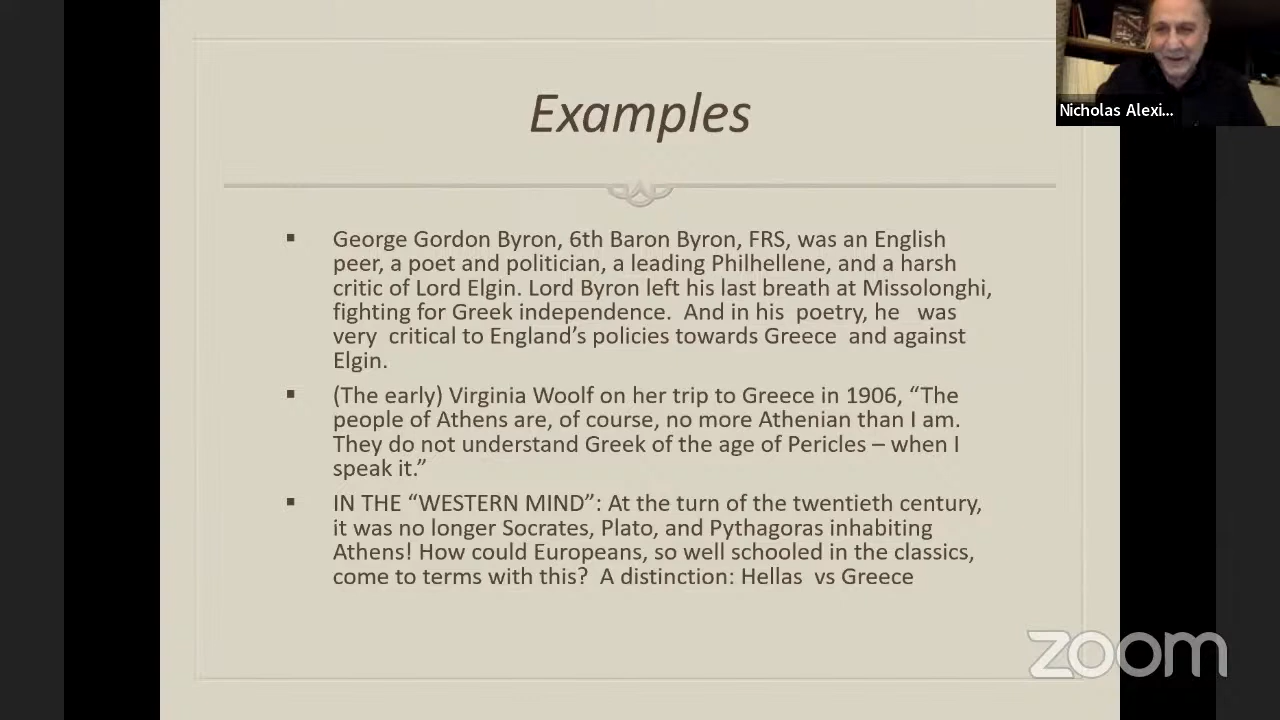 Examples
Nicholas Alexi...
▪ George Gordon Byron, 6th Baron Byron, FRS, was an English
peer, a poet and politician, a leading Philhellene, and a harsh
critic of Lord Elgin. Lord Byron left his last breath at Missolonghi,
fighting for Greek independence.  And in his  poetry, he   was
very  critical to England’s policies towards Greece  and against
Elgin.
▪ (The early) Virginia Woolf on her trip to Greece in 1906, “The
people of Athens are, of course, no more Athenian than I am.
They do not understand Greek of the age of Pericles – when I
speak it.”
▪ IN THE “WESTERN MIND”: At the turn of the twentieth century,
it was no longer Socrates, Plato, and Pythagoras inhabiting
Athens! How could Europeans, so well schooled in the classics,
come to terms with this?  A distinction: Hellas  vs Greece
zoom